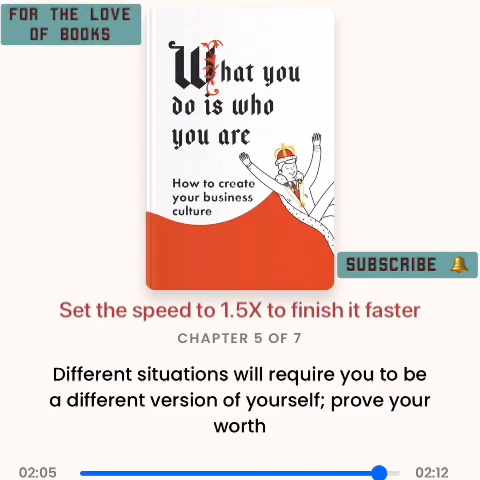 FOR THE LOVE
OF BOOKS
What you
do is who
you are
How to create
your business
culture
SUBSCRIBE
Set the speed to 1.5X to finish it faster
CHAPTER 5 OF 7
Different situations will require you to be
a different version of yourself; prove your
worth
02:05
02:12